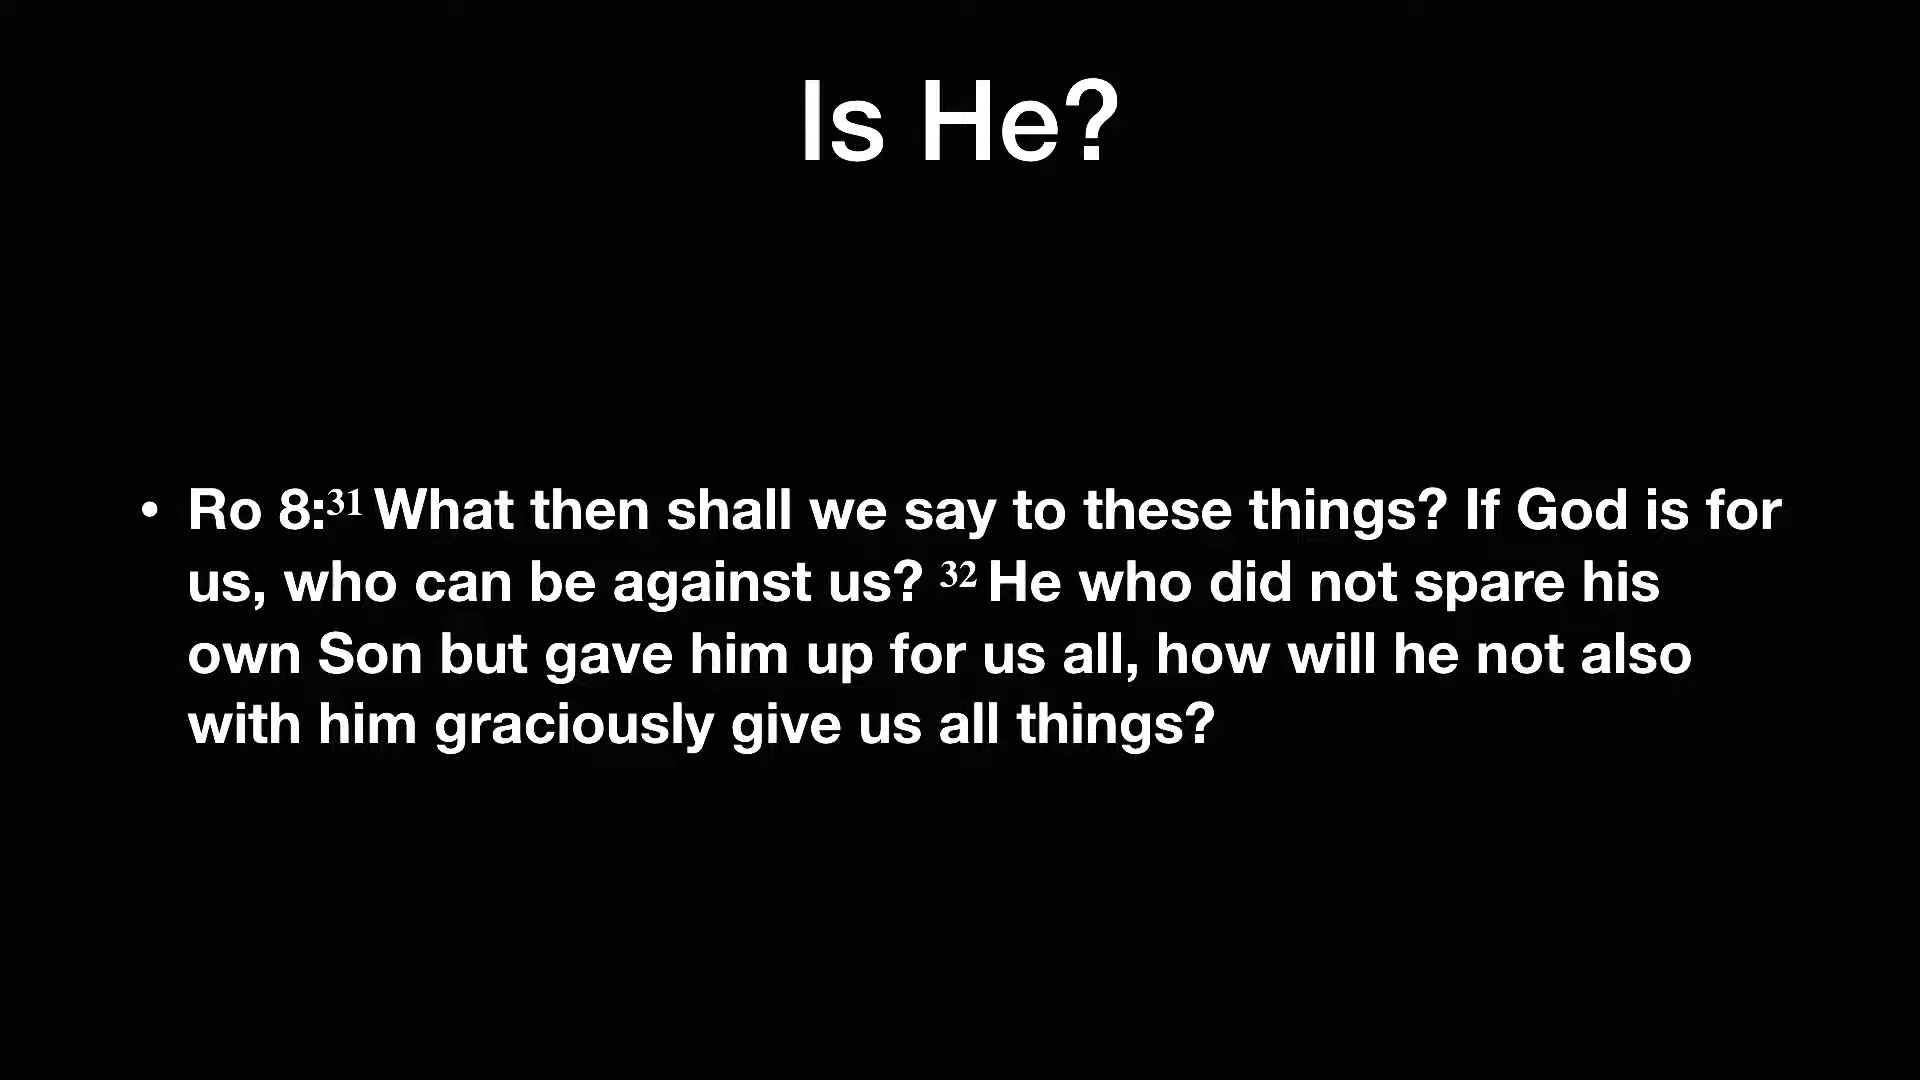 Is He?
• Ro 8:³¹ What then shall we say to these things? If God is for
us, who can be against us? ³² He who did not spare his
own Son but gave him up for us all, how will he not also
with him graciously give us all things?